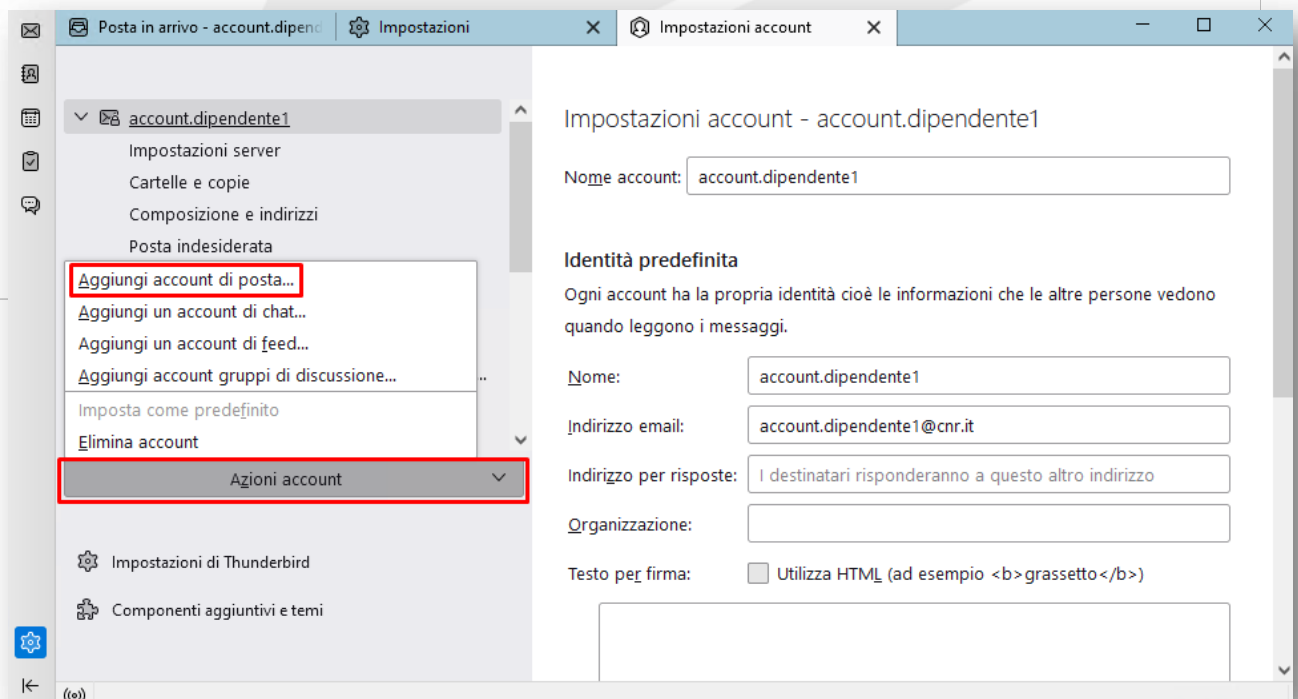 Posta in arrivo - account.dipend
Impostazioni
Impostazioni account
account.dipendente1
Impostazioni server
Cartelle e copie
Composizione e indirizzi
Posta indesiderata
Aggiungi account di posta...
Aggiungi un account di chat...
Aggiungi un account di feed...
Aggiungi account gruppi di discussione...
..
Imposta come predefinito
Elimina account
Azioni account
Impostazioni di Thunderbird
Componenti aggiuntivi e temi
Impostazioni account - account.dipendente1
Nome account: account.dipendente1
Identità predefinita
Ogni account ha la propria identità cioè le informazioni che le altre persone vedono
quando leggono i messaggi.
Nome: account.dipendente1
Indirizzo email: account.dipendente1@cnr.it
Indirizzo per risposte: I destinatari risponderanno a questo altro indirizzo
Organizzazione:
Testo per firma: Utilizza HTML (ad esempio <b>grassetto</b>)